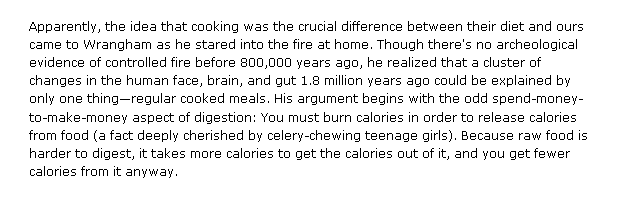 Apparently, the idea that cooking was the crucial difference between their diet and ours
came to Wrangham as he stared into the fire at home. Though there's no archeological
evidence of controlled fire before 800,000 years ago, he realized that a cluster of
changes in the human face, brain, and gut 1.8 million years ago could be explained by
only one thing—regular cooked meals. His argument begins with the odd spend-money-
to-make-money aspect of digestion: You must burn calories in order to release calories
from food (a fact deeply cherished by celery-chewing teenage girls). Because raw food is
harder to digest, it takes more calories to get the calories out of it, and you get fewer
calories from it anyway.